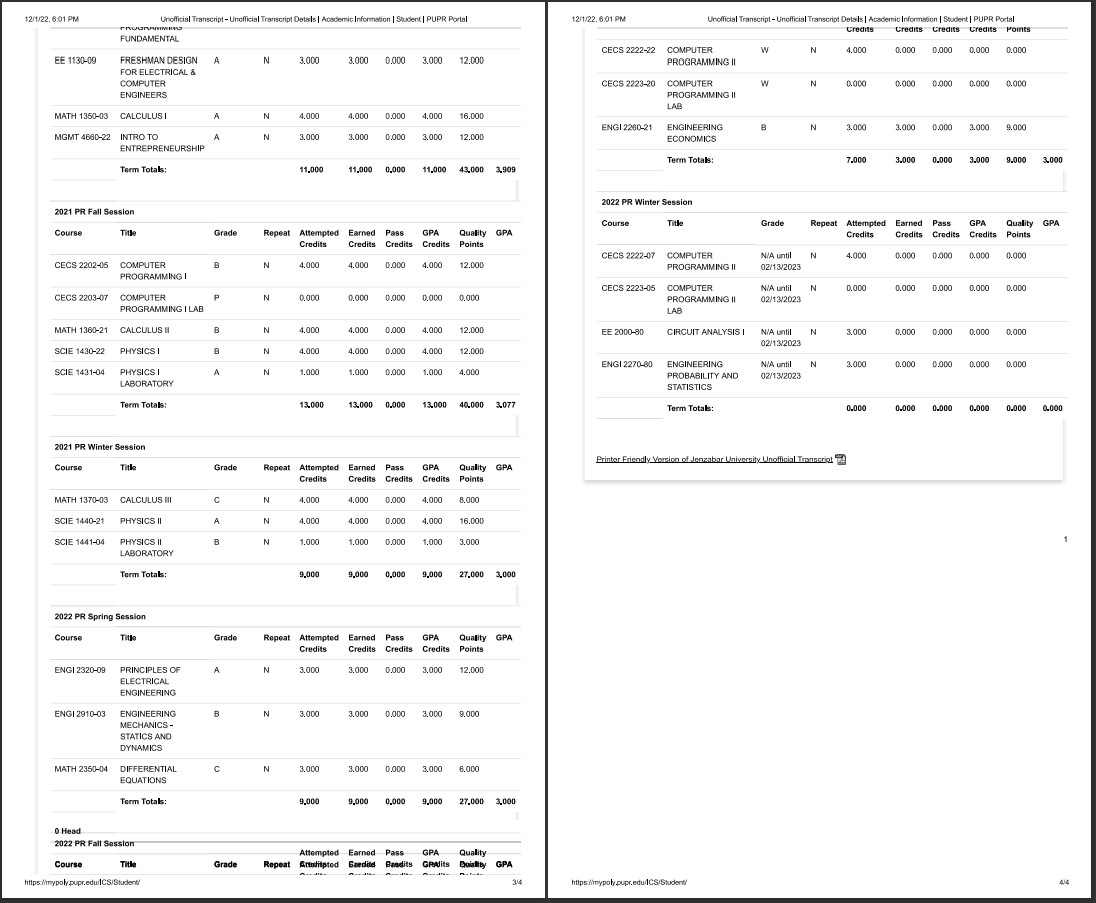 12/1/22, 6:01 PM Unofficial Transcript – Unofficial Transcript Details | Academic Information | Student | PUPR Portal
PROGRAMMING
FUNDAMENTAL
EE 1130-09 FRESHMAN DESIGN A N 3.000 3.000 0.000 3.000 12.000
FOR ELECTRICAL &
COMPUTER
ENGINEERS
MATH 1350-03 CALCULUS I A N 4.000 4.000 0.000 4.000 16.000
MGMT 4660-22 INTRO TO A N 3.000 3.000 0.000 3.000 12.000
ENTREPRENEURSHIP
Term Totals: 11.000 11.000 0.000 11.000 43.000 3.909
2021 PR Fall Session
Course Title Grade Repeat Attempted Earned Pass GPA Quality GPA
Credits Credits Credits Credits Points
CECS 2202-05 COMPUTER B N 4.000 4.000 0.000 4.000 12.000
PROGRAMMING I
CECS 2203-07 COMPUTER P N 0.000 0.000 0.000 0.000 0.000
PROGRAMMING I LAB
MATH 1360-21 CALCULUS II B N 4.000 4.000 0.000 4.000 12.000
SCIE 1430-22 PHYSICS I B N 4.000 4.000 0.000 4.000 12.000
SCIE 1431-04 PHYSICS I A N 1.000 1.000 0.000 1.000 4.000
LABORATORY
Term Totals: 13.000 13.000 0.000 13.000 40.000 3.077
2021 PR Winter Session
Course Title Grade Repeat Attempted Earned Pass GPA Quality GPA
Credits Credits Credits Credits Points
MATH 1370-03 CALCULUS III C N 4.000 4.000 0.000 4.000 8.000
SCIE 1440-21 PHYSICS II A N 4.000 4.000 0.000 4.000 16.000
SCIE 1441-04 PHYSICS II B N 1.000 1.000 0.000 1.000 3.000
LABORATORY
Term Totals: 9.000 9.000 0.000 9.000 27.000 3.000
2022 PR Spring Session
Course Title Grade Repeat Attempted Earned Pass GPA Quality GPA
Credits Credits Credits Credits Points
ENGI 2320-09 PRINCIPLES OF A N 3.000 3.000 0.000 3.000 12.000
ELECTRICAL
ENGINEERING
ENGI 2910-03 ENGINEERING B N 3.000 3.000 0.000 3.000 9.000
MECHANICS –
STATICS AND
DYNAMICS
MATH 2350-04 DIFFERENTIAL C N 3.000 3.000 0.000 3.000 6.000
EQUATIONS
Term Totals: 9.000 9.000 0.000 9.000 27.000 3.000
0 Head
2022 PR Fall Session
Attempted Earned Pass GPA Quality
Course Title Grade Repeat Attempted Earned Pass GPA Quality GPA
https://mypoly.pupr.edu/ICS/Student/ 3/4
12/1/22, 6:01 PM Unofficial Transcript – Unofficial Transcript Details | Academic Information | Student | PUPR Portal
Credits Credits Credits Credits Points
CECS 2222-22 COMPUTER W N 4.000 0.000 0.000 0.000 0.000
PROGRAMMING II
CECS 2223-20 COMPUTER W N 0.000 0.000 0.000 0.000 0.000
PROGRAMMING II
LAB
ENGI 2260-21 ENGINEERING B N 3.000 3.000 0.000 3.000 9.000
ECONOMICS
Term Totals: 7.000 3.000 0.000 3.000 9.000 3.000
2022 PR Winter Session
Course Title Grade Repeat Attempted Earned Pass GPA Quality GPA
Credits Credits Credits Credits Points
CECS 2222-07 COMPUTER N/A until N 4.000 0.000 0.000 0.000 0.000
PROGRAMMING II 02/13/2023
CECS 2223-05 COMPUTER N/A until N 0.000 0.000 0.000 0.000 0.000
PROGRAMMING II 02/13/2023
LAB
EE 2000-80 CIRCUIT ANALYSIS I N/A until N 3.000 0.000 0.000 0.000 0.000
02/13/2023
ENGI 2270-80 ENGINEERING N/A until N 3.000 0.000 0.000 0.000 0.000
PROBABILITY AND 02/13/2023
STATISTICS
Term Totals: 0.000 0.000 0.000 0.000 0.000 0.000
Printer Friendly Version of Jenzabar University Unofficial Transcript
1
https://mypoly.pupr.edu/ICS/Student/ 4/4